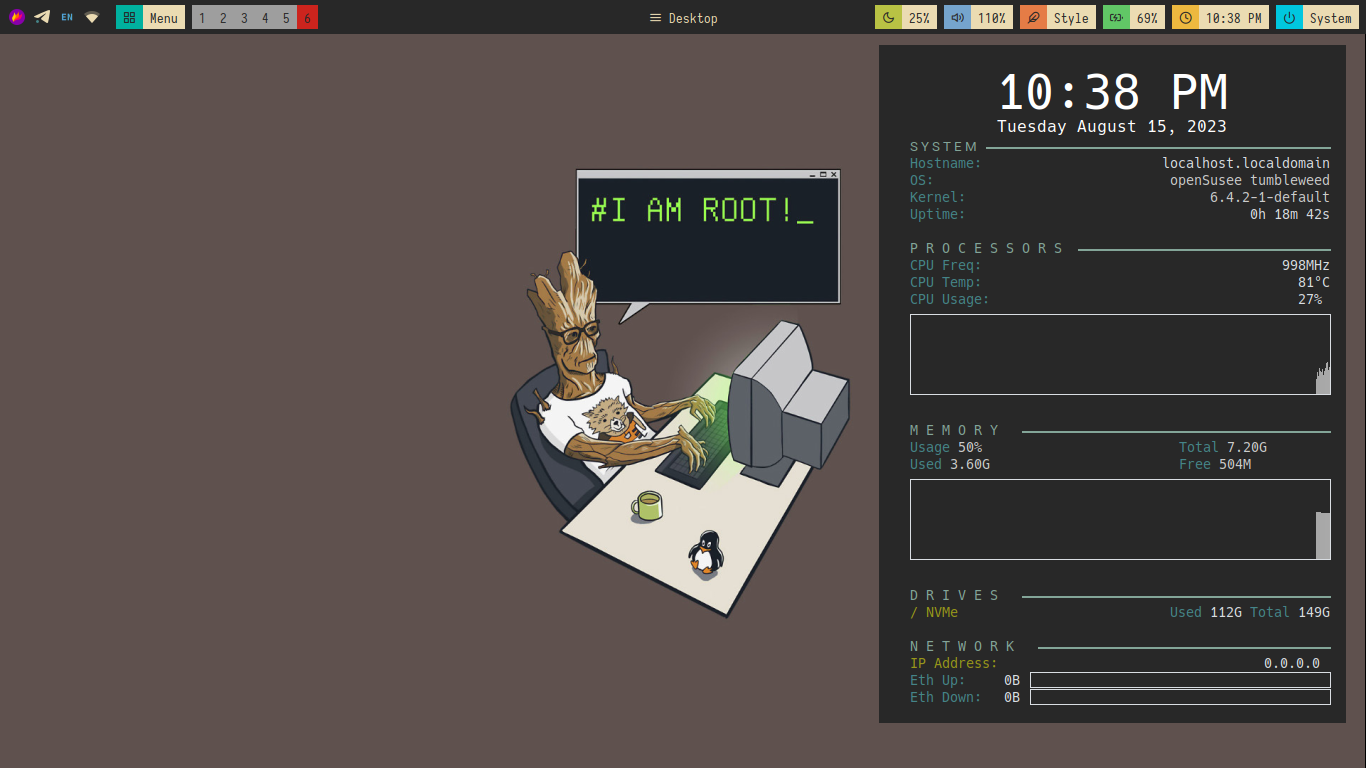 EN Menu 1 2 3 4 5 6 Desktop 25% 110% Style 69% 10:38 PM System
10:38 PM
Tuesday August 15, 2023
#I AM ROOT!_
SYSTEM
Hostname: localhost.localdomain
OS: openSusee tumbleweed
Kernel: 6.4.2-1-default
Uptime: 0h 18m 42s
PROCESSORS
CPU Freq: 998MHz
CPU Temp: 81°C
CPU Usage: 27%
MEMORY
Usage 50% Total 7.20G
Used 3.60G Free 504M
DRIVES
/ NVMe Used 112G Total 149G
NETWORK
IP Address: 0.0.0.0
Eth Up: 0B
Eth Down: 0B